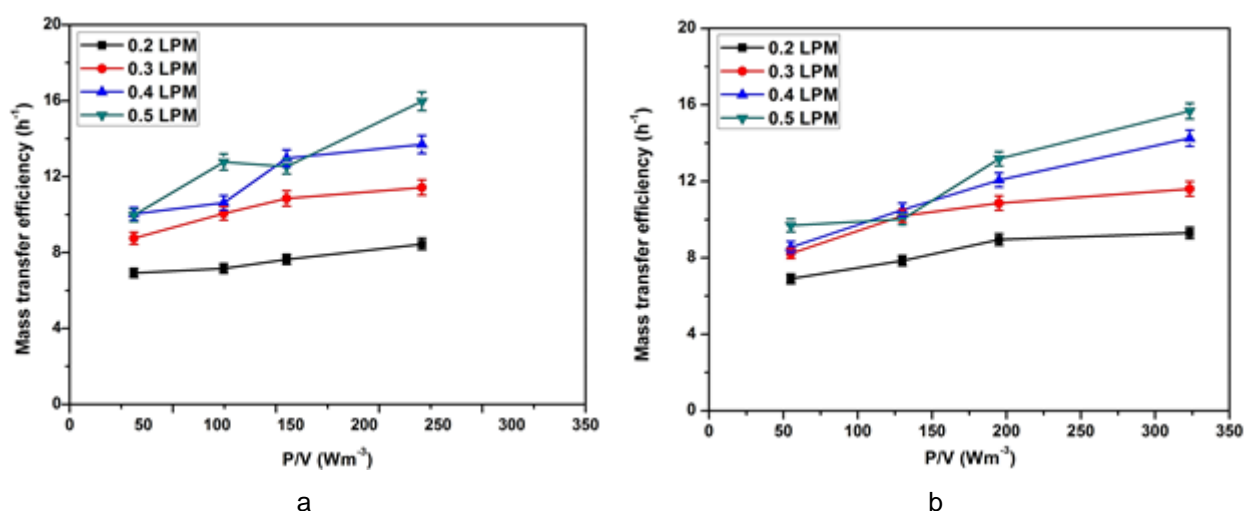 20
16
12
8
4
0
Mass transfer efficiency (h-1)
0.2 LPM
0.3 LPM
0.4 LPM
0.5 LPM
0 50 100 150 200 250 300 350
P/V (Wm-3)
a
20
16
12
8
4
0
Mass transfer efficiency (h-1)
0.2 LPM
0.3 LPM
0.4 LPM
0.5 LPM
0 50 100 150 200 250 300 350
P/V (Wm-3)
b